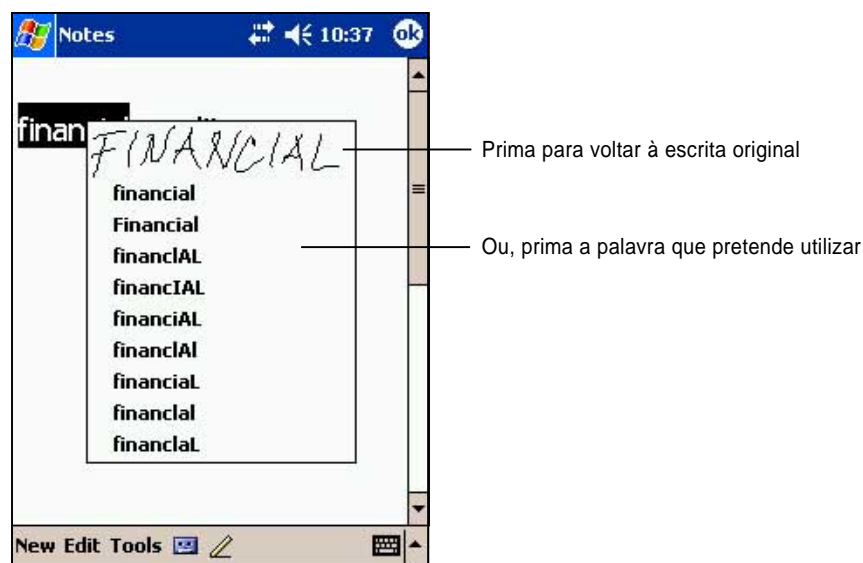 Notes 10:37 ok
finan
FINANCIAL
Prima para voltar à escrita original
financial
Financial
Ou, prima a palavra que pretende utilizar
financlAL
financIAL
financiAL
financlAl
financiaL
financlal
financlaL
New Edit Tools